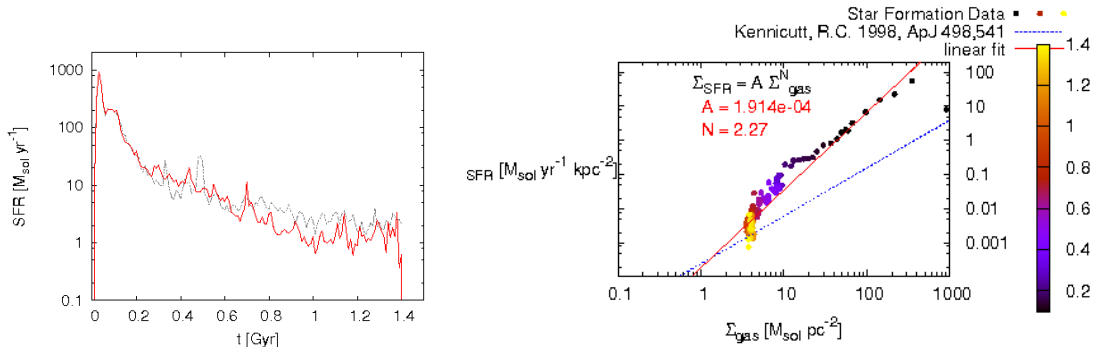 SFR [M_sol yr^-1]
1000
100
10
1
0.1
0 0.2 0.4 0.6 0.8 1 1.2 1.4
t [Gyr]
Star Formation Data
Kennicutt, R.C. 1998, ApJ 498,541
linear fit
Σ_SFR = A Σ_gas^N
A = 1.914e-04
N = 2.27
SFR [M_sol yr^-1 kpc^-2]
100
10
1
0.1
0.01
0.001
0.1 1 10 100 1000
Σ_gas [M_sol pc^-2]
1.4
1.2
1
0.8
0.6
0.4
0.2